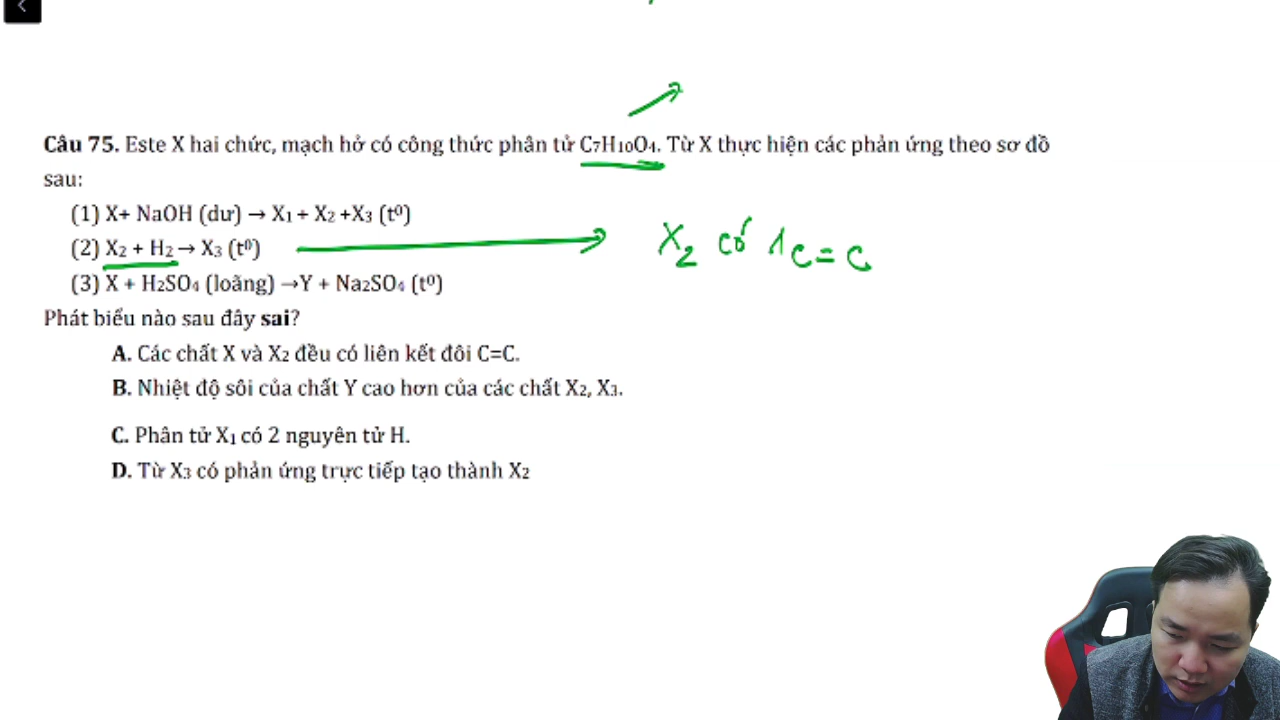 Câu 75. Este X hai chức, mạch hở có công thức phân tử C₇H₁₀O₄. Từ X thực hiện các phản ứng theo sơ đồ
sau:
(1) X+ NaOH (dư) → X₁ + X₂ +X₃ (t⁰)
(2) X₂ + H₂ → X₃ (t⁰)
X₂ có 1 C = C
(3) X + H₂SO₄ (loãng) →Y + Na₂SO₄ (t⁰)
Phát biểu nào sau đây sai?
A. Các chất X và X₂ đều có liên kết đôi C=C.
B. Nhiệt độ sôi của chất Y cao hơn của các chất X₂, X₃.
C. Phân tử X₁ có 2 nguyên tử H.
D. Từ X₃ có phản ứng trực tiếp tạo thành X₂